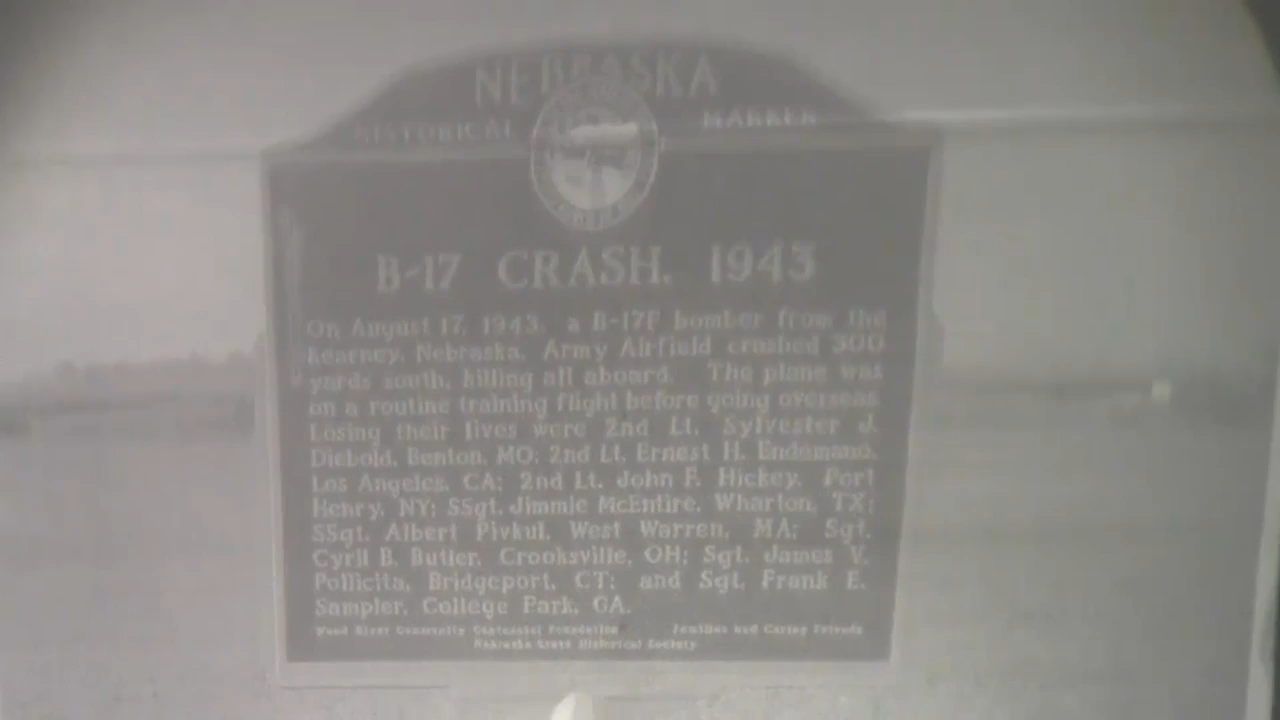 NEBRASKA
HISTORICAL MARKER
B-17 CRASH, 1943
On August 17, 1943, a B-17F bomber from the
Kearney, Nebraska, Army Airfield crashed 300
yards south, killing all aboard. The plane was
on a routine training flight before going overseas.
Losing their lives were 2nd Lt. Sylvester J.
Diebold, Benton, MO; 2nd Lt. Ernest H.
Los Angeles, CA; 2nd Lt. John F. Hickey, Port
Henry, NY; SSgt. Jimmie McEntire, Wharton, TX;
SSgt. Albert Pivkul, West Warren, MA; Sgt.
Cyril B. Butler, Crooksville, OH; Sgt. James V.
Pollicita, Bridgeport, CT; and Sgt. Frank E.
Sampler, College Park, GA.
Wood River Community Centennial Foundation Families and Caring Friends
Nebraska State Historical Society